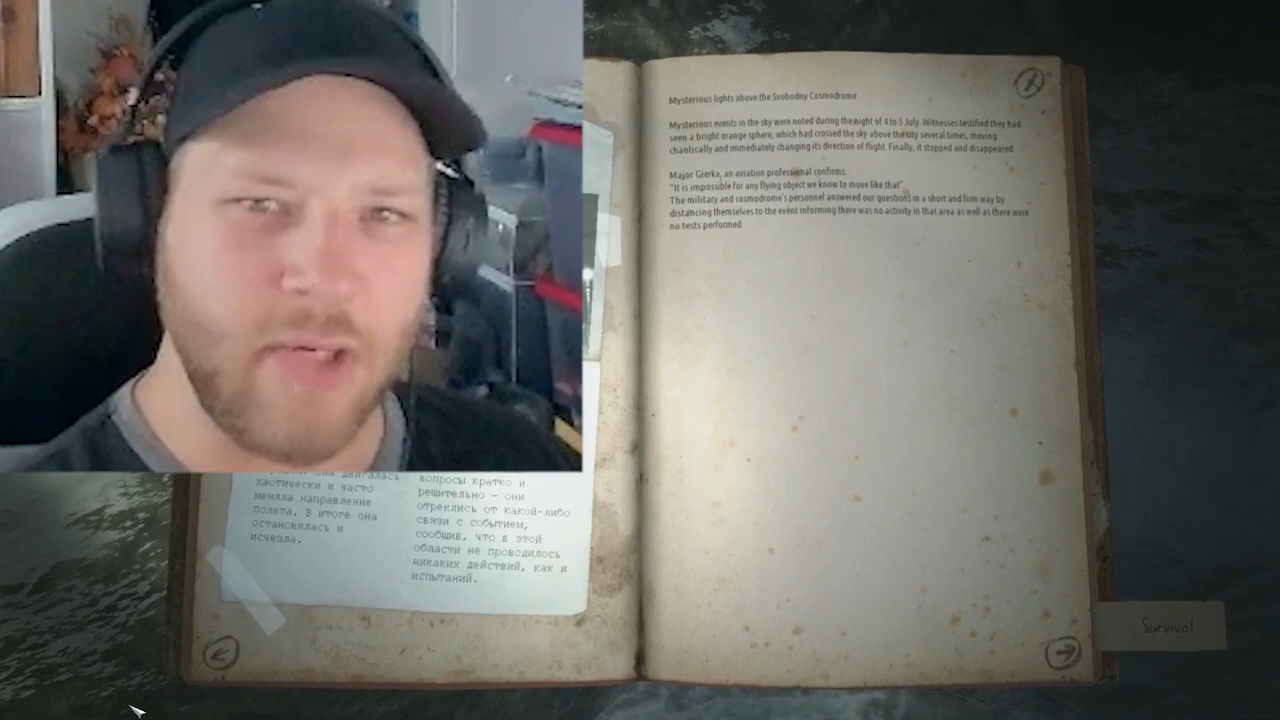 хаотически и часто
меняла направление
полета. В итоге она
остановилась и
исчезла.
вопросы кратко и
решительно – они
отреклись от какой-либо
связи с событием,
сообщив, что в этой
области не проводилось
никаких действий, как и
испытаний.
Mysterious lights above the Svobodny Cosmodrome
Mysterious events in the sky were noted during the night of 4 to 5 July. Witnesses testified they had
seen a bright orange sphere, which had crossed the sky above the city several times, moving
chaotically and immediately changing its direction of flight. Finally, it stopped and disappeared.
Major Gierka, an aviation professional confirms:
"It is impossible for any flying object we know to move like that"
The military and cosmodrome's personnel answered our questions in a short and firm way by
distancing themselves to the event informing there was no activity in that area as well as there were
no tests performed.
Survival